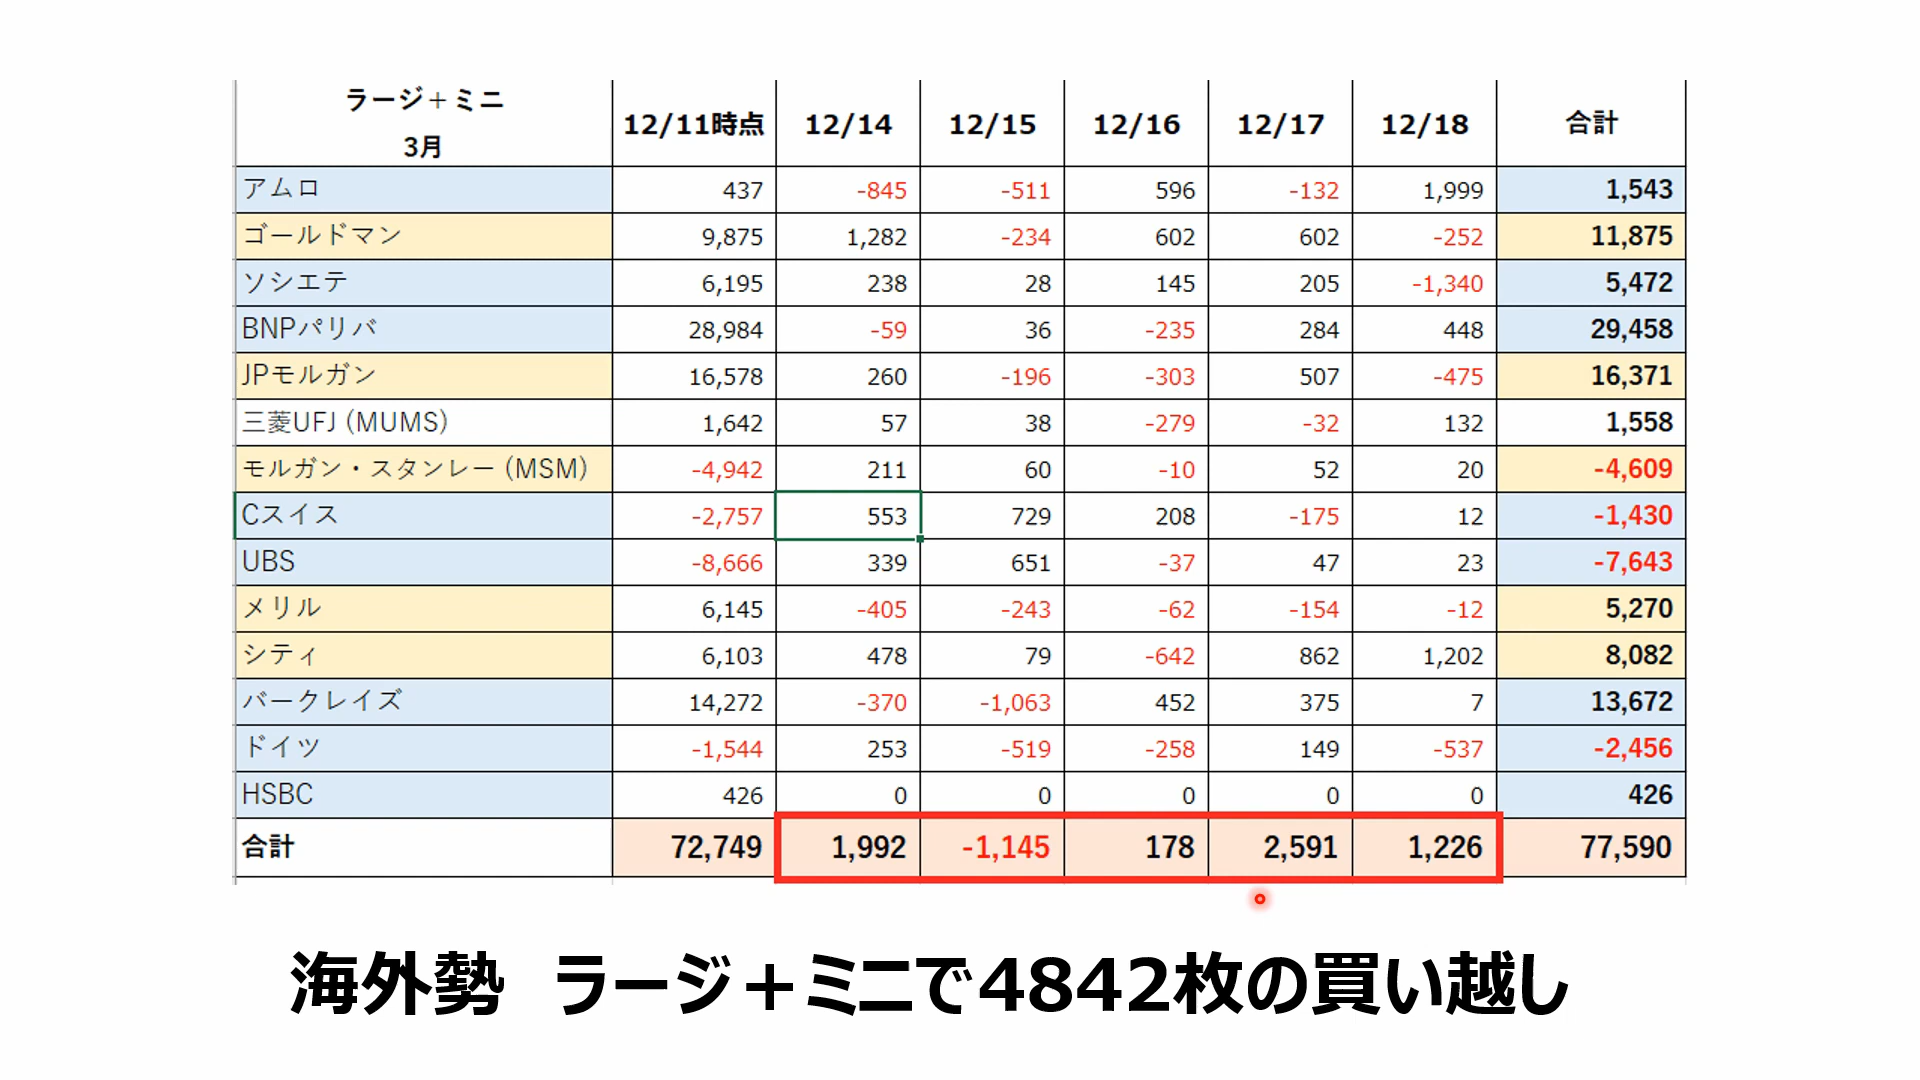 ラージ＋ミニ
3月 12/11時点 12/14 12/15 12/16 12/17 12/18 合計
アムロ 437 -845 -511 596 -132 1,999 1,543
ゴールドマン 9,875 1,282 -234 602 602 -252 11,875
ソシエテ 6,195 238 28 145 205 -1,340 5,472
BNPパリバ 28,984 -59 36 -235 284 448 29,458
JPモルガン 16,578 260 -196 -303 507 -475 16,371
三菱UFJ (MUMS) 1,642 57 38 -279 -32 132 1,558
モルガン・スタンレー (MSM) -4,942 211 60 -10 52 20 -4,609
Cスイス -2,757 553 729 208 -175 12 -1,430
UBS -8,666 339 651 -37 47 23 -7,643
メリル 6,145 -405 -243 -62 -154 -12 5,270
シティ 6,103 478 79 -642 862 1,202 8,082
バークレイズ 14,272 -370 -1,063 452 375 7 13,672
ドイツ -1,544 253 -519 -258 149 -537 -2,456
HSBC 426 0 0 0 0 0 426
合計 72,749 1,992 -1,145 178 2,591 1,226 77,590
海外勢　ラージ＋ミニで4842枚の買い越し